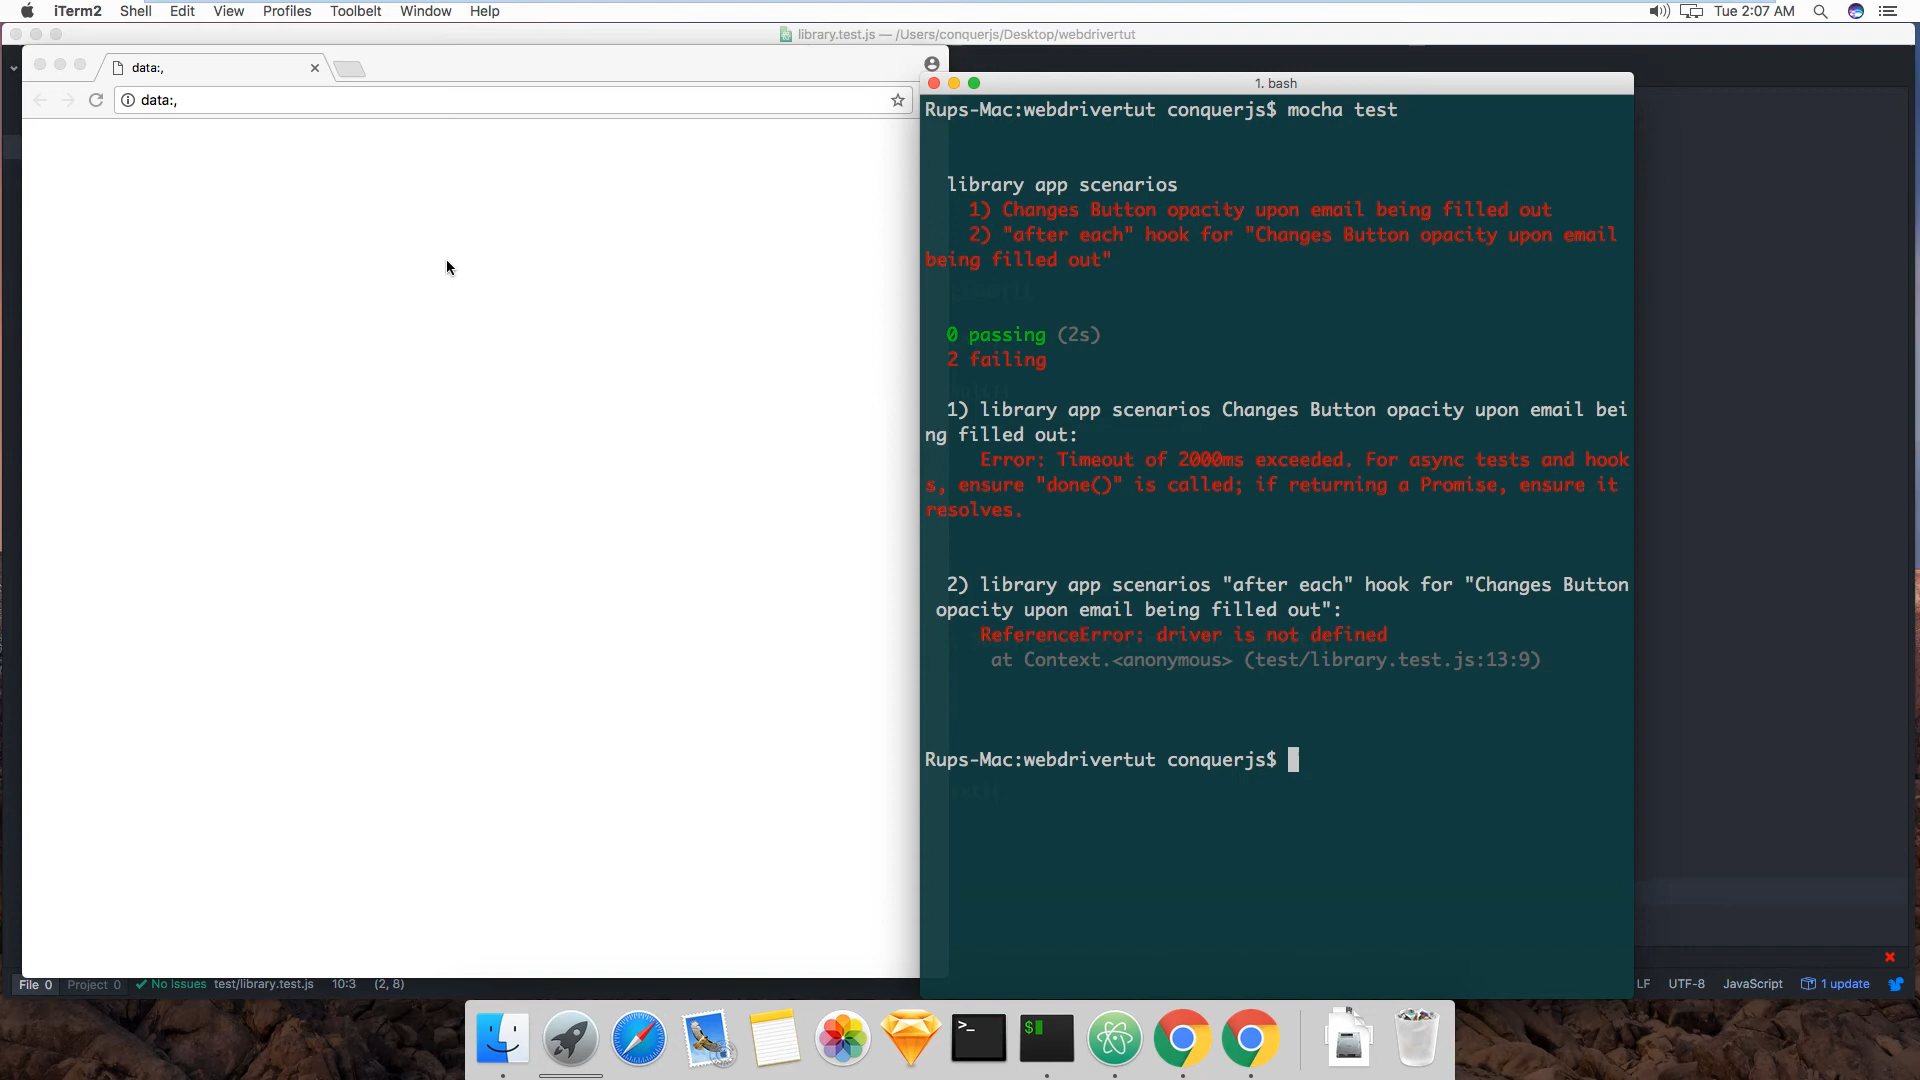 iTerm2 Shell Edit View Profiles Toolbelt Window Help Tue 2:07 AM
library.test.js — /Users/conquerjs/Desktop/webdrivertut
data:,
data:,
1. bash
Rups-Mac:webdrivertut conquerjs$ mocha test
library app scenarios
1) Changes Button opacity upon email being filled out
2) "after each" hook for "Changes Button opacity upon email
being filled out"
0 passing (2s)
2 failing
1) library app scenarios Changes Button opacity upon email bei
ng filled out:
Error: Timeout of 2000ms exceeded. For async tests and hook
s, ensure "done()" is called; if returning a Promise, ensure it
resolves.
2) library app scenarios "after each" hook for "Changes Button
opacity upon email being filled out":
ReferenceError: driver is not defined
at Context.<anonymous> (test/library.test.js:13:9)
Rups-Mac:webdrivertut conquerjs$
File 0 Project 0 No Issues test/library.test.js 10:3 (2, 8) LF UTF-8 JavaScript 1 update
>_ $